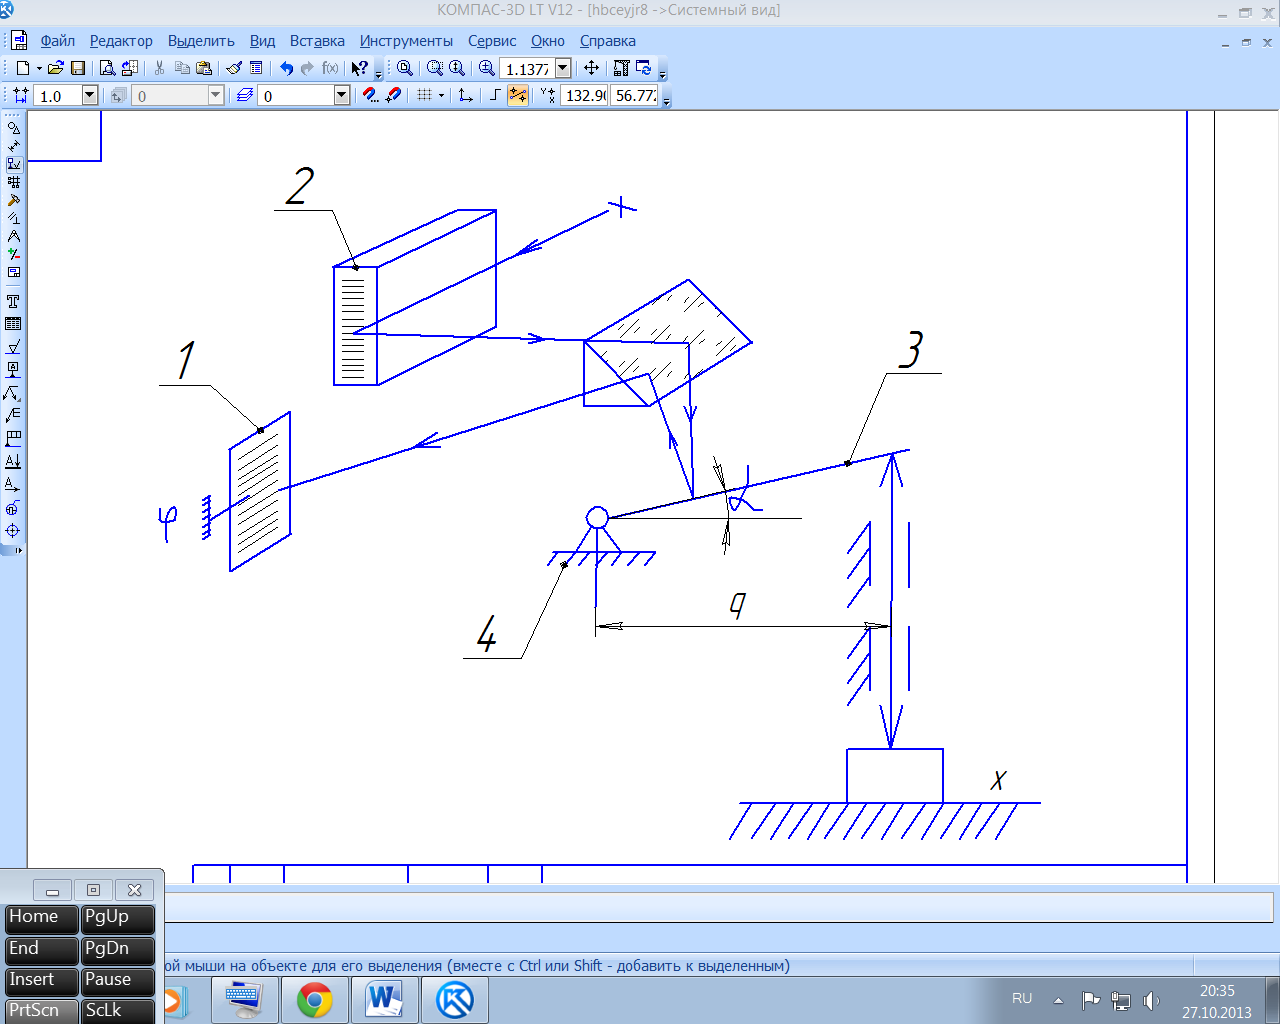 КОМПАС-3D LT V12 - [hbceyjr8 ->Системный вид]
Файл Редактор Выделить Вид Вставка Инструменты Сервис Окно Справка
1.1377
1.0 0 0 132.90 56.772
2
1
3
φ
α
4
q
x
Home PgUp
End PgDn
Insert Pause
PrtScn ScLk
ой мыши на объекте для его выделения (вместе с Ctrl или Shift - добавить к выделенным)
RU
20:35
27.10.2013